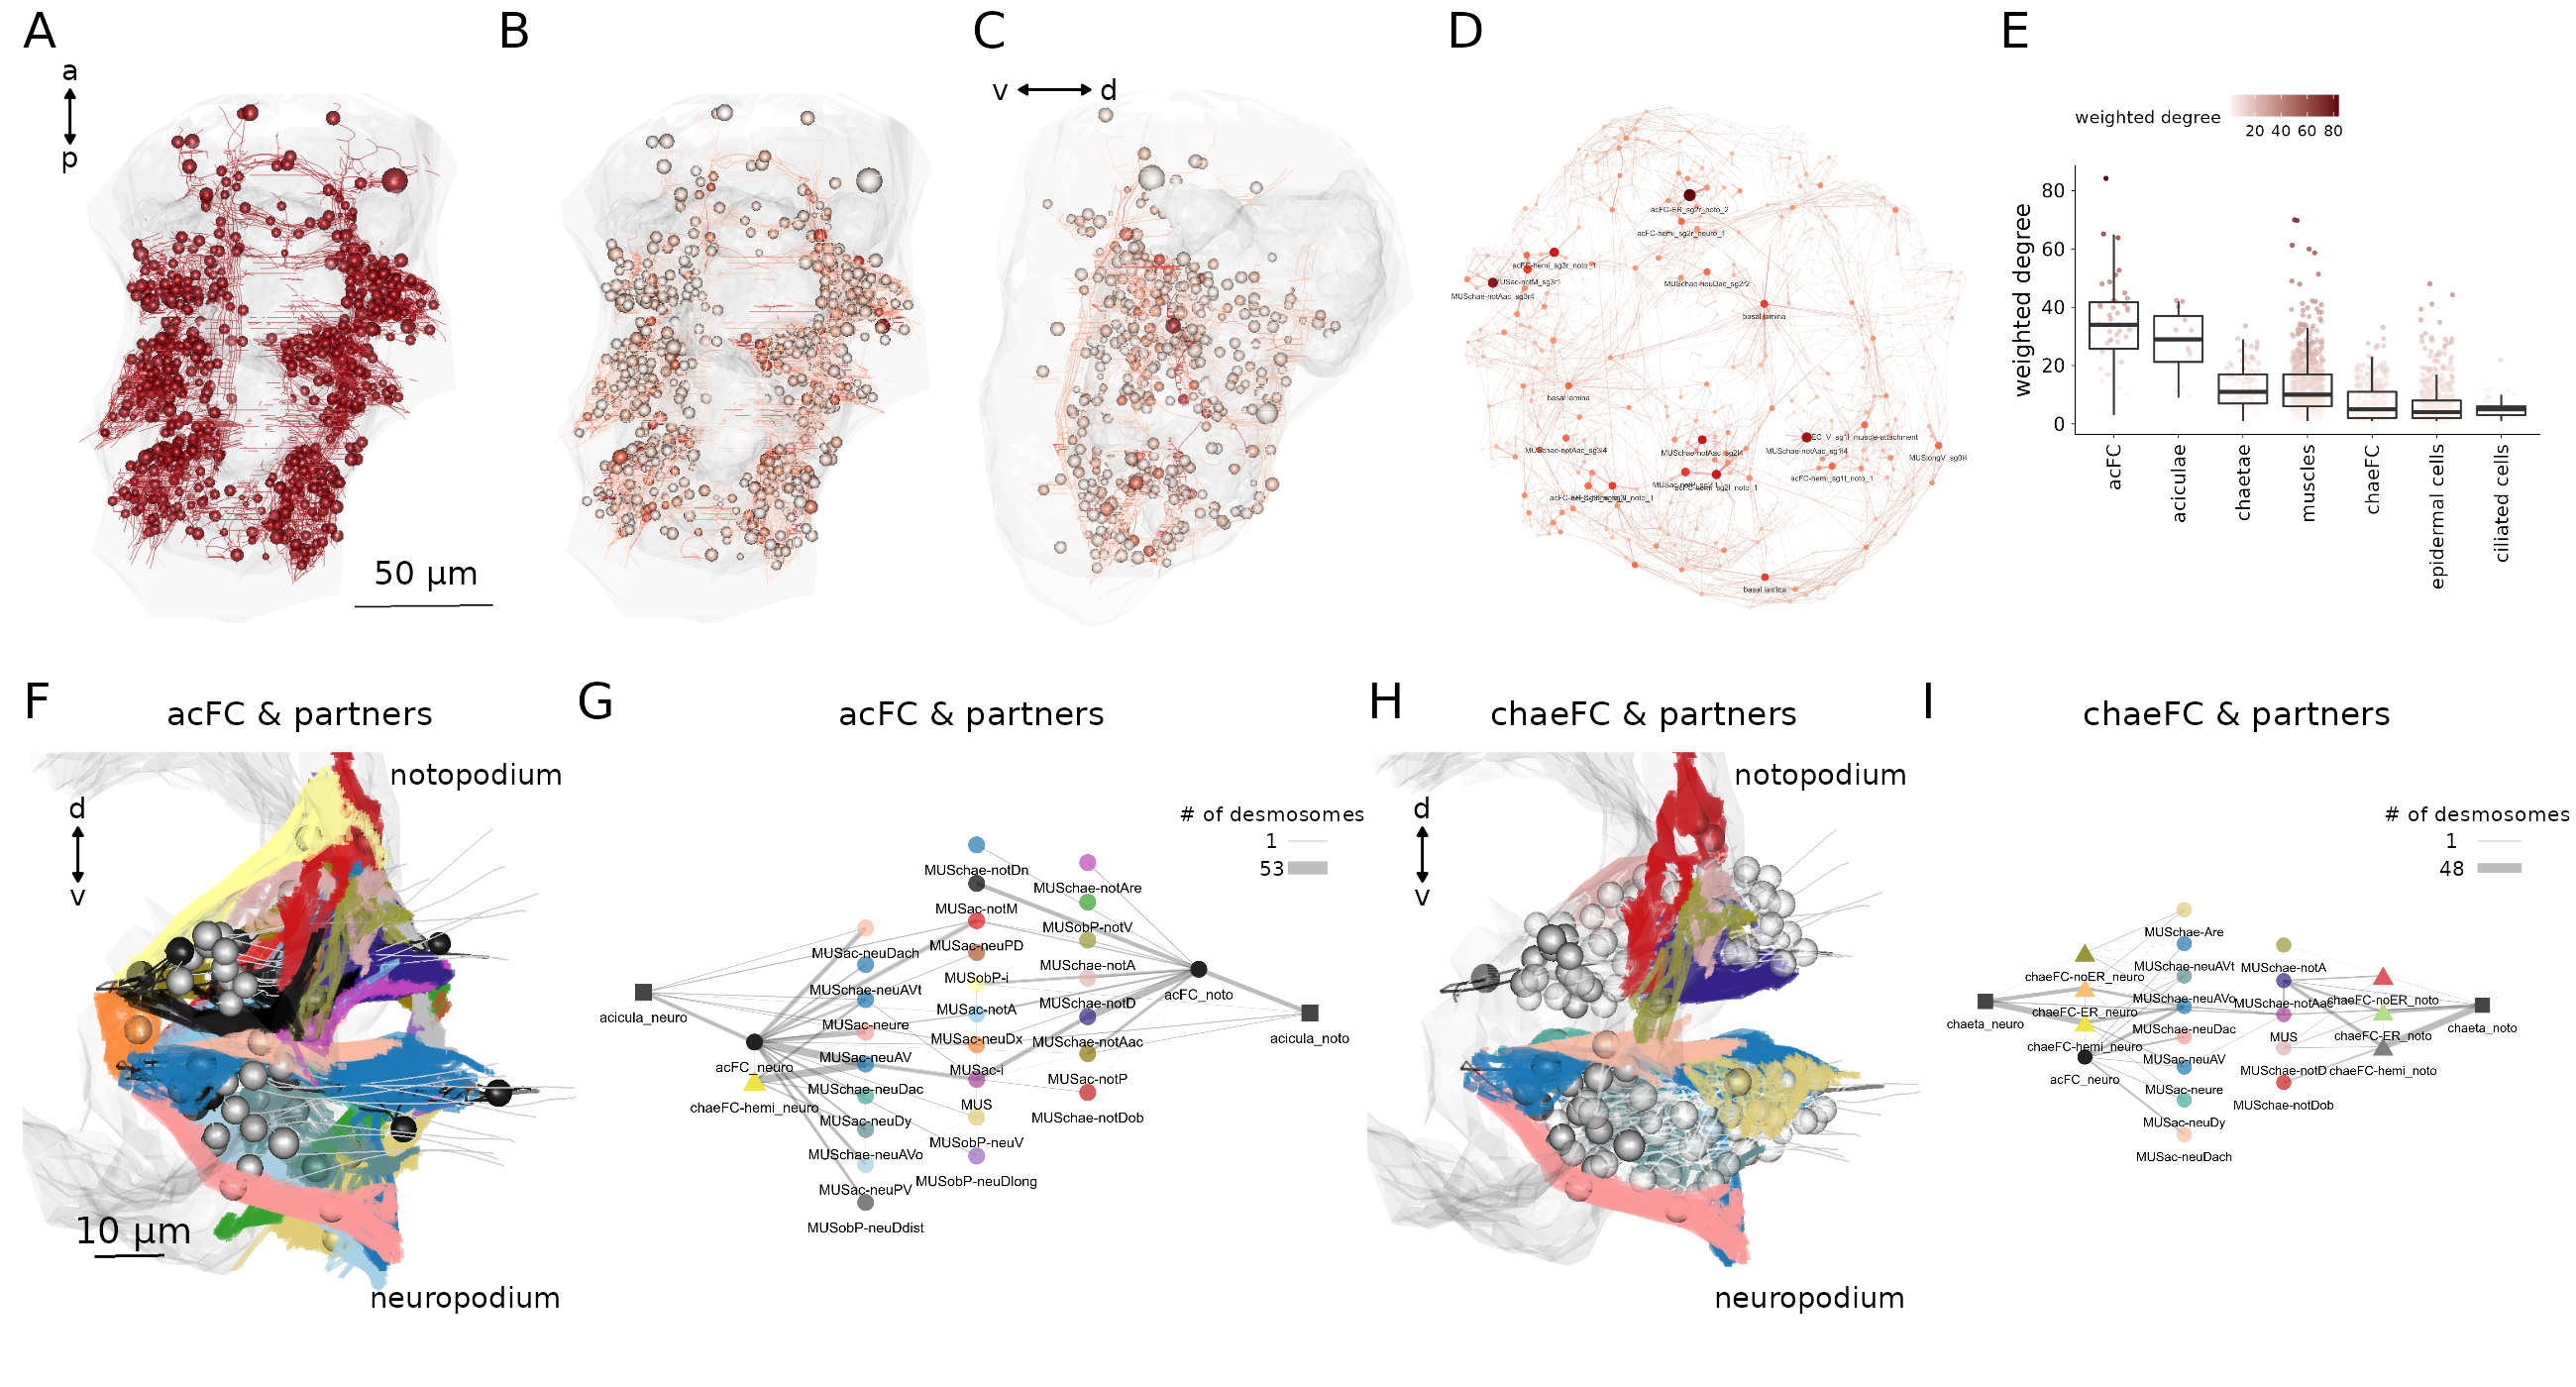 A
B
C
D
E
a
p
v
d
50 μm
acFC-ER_sg2r_noto_2
acFC-hemi_sg2r_neuro_1
acFC-hemi_sg3r_noto_1
MUSac-notM_sg3r1
MUSchae-notAac_sg3r4
MUSchae-neuDac_sg2r2
basal lamina
basal lamina
EC_V_sg1l_muscle-attachment
MUSchae-notAac_sg3l4
MUSchae-notAac_sg2l4
MUSchae-notAac_sg1l4
MUSlongV_sg0l4
acFC-hemi_sg1l_noto_1
acFC-hemi_sg2l_noto_1
basal lamina
weighted degree
20 40 60 80
weighted degree
80
60
40
20
0
acFC
aciculae
chaetae
muscles
chaeFC
epidermal cells
ciliated cells
F
acFC & partners
notopodium
d
v
10 μm
neuropodium
G
acFC & partners
# of desmosomes
1
53
MUSchae-notDn
MUSchae-notAre
MUSac-notM
MUSobP-notV
MUSac-neuPD
MUSac-neuDach
MUSchae-notA
MUSobP-i
acFC_noto
MUSchae-neuAVt
MUSchae-notD
MUSac-notA
acicula_neuro
MUSac-neure
MUSac-neuDx
MUSchae-notAac
acicula_noto
MUSac-neuAV
acFC_neuro
MUSac-i
MUSac-notP
MUSchae-neuDac
chaeFC-hemi_neuro
MUS
MUSchae-notDob
MUSac-neuDy
MUSobP-neuV
MUSchae-neuAVo
MUSobP-neuDlong
MUSac-neuPV
MUSobP-neuDdist
H
chaeFC & partners
notopodium
d
v
neuropodium
I
chaeFC & partners
# of desmosomes
1
48
MUSchae-Are
MUSchae-neuAVt
MUSchae-notA
chaeFC-noER_neuro
MUSchae-neuAVo
MUSchae-notAac
chaeFC-noER_noto
chaeFC-ER_neuro
chaeta_neuro
MUSchae-neuDac
MUS
chaeFC-ER_noto
chaeta_noto
chaeFC-hemi_neuro
MUSac-neuAV
MUSchae-notD
chaeFC-hemi_noto
acFC_neuro
MUSac-neure
MUSchae-notDob
MUSac-neuDy
MUSac-neuDach